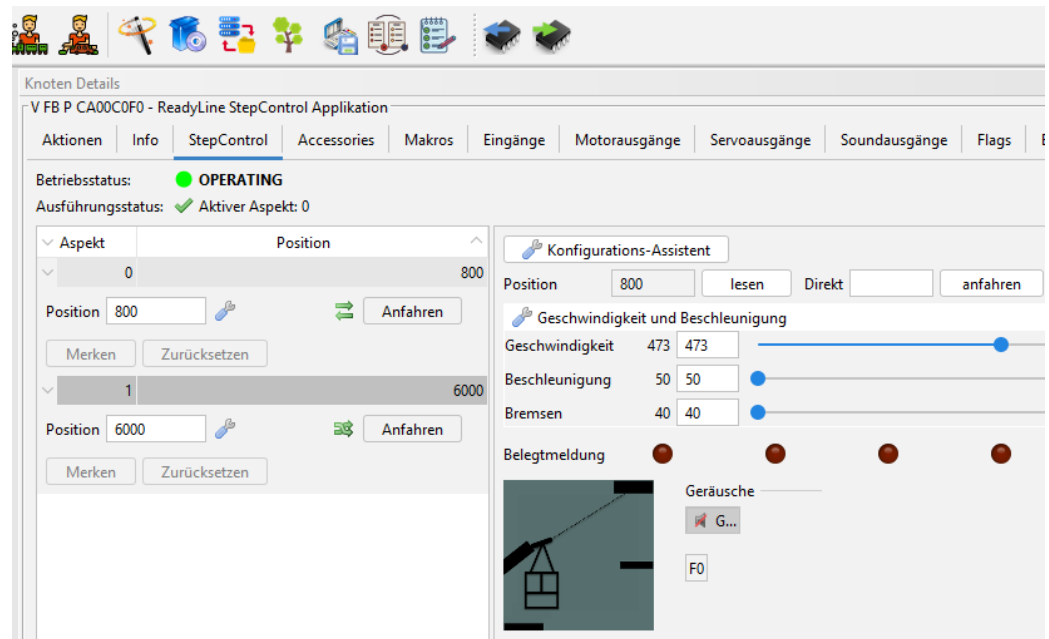 Knoten Details
V FB P CA00C0F0 - ReadyLine StepControl Applikation
Aktionen Info StepControl Accessories Makros Eingänge Motorausgänge Servoausgänge Soundausgänge Flags
Betriebsstatus: OPERATING
Ausführungsstatus: Aktiver Aspekt: 0
Aspekt Position
0 800
Position 800 Anfahren
Merken Zurücksetzen
1 6000
Position 6000 Anfahren
Merken Zurücksetzen
Konfigurations-Assistent
Position 800 lesen Direkt anfahren
Geschwindigkeit und Beschleunigung
Geschwindigkeit 473 473
Beschleunigung 50 50
Bremsen 40 40
Belegtmeldung
Geräusche
G...
F0